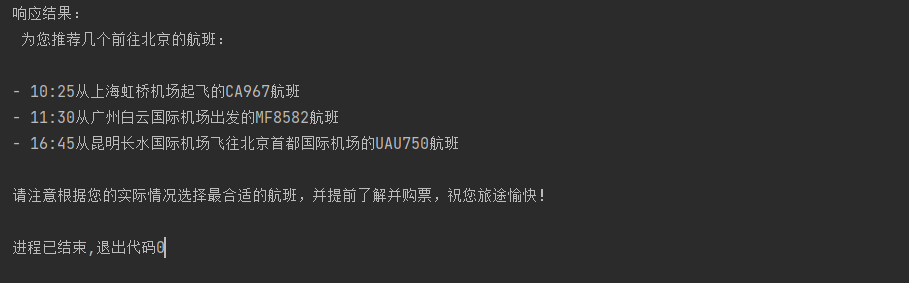 响应结果：
为您推荐几个前往北京的航班：
- 10:25从上海虹桥机场起飞的CA967航班
- 11:30从广州白云国际机场出发的MF8582航班
- 16:45从昆明长水国际机场飞往北京首都国际机场的UAU750航班
请注意根据您的实际情况选择最合适的航班，并提前了解并购票，祝您旅途愉快！
进程已结束,退出代码0